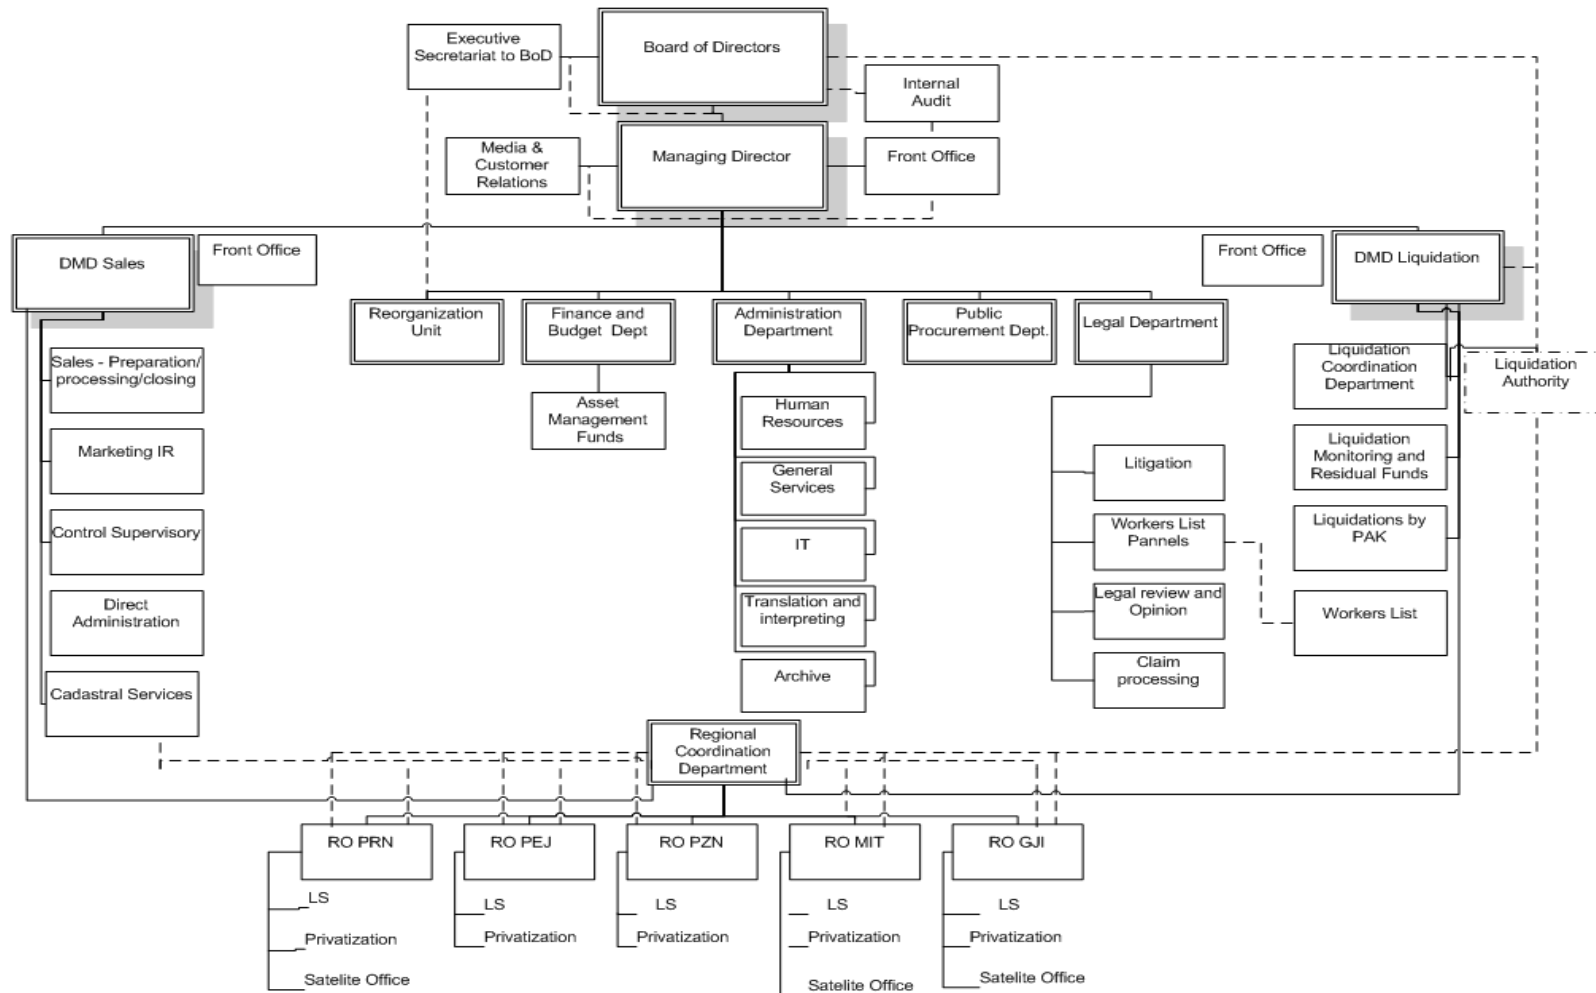 Executive
Secretariat to BoD
Board of Directors
Internal
Audit
Media &
Customer
Relations
Managing Director
Front Office
DMD Sales
Front Office
Front Office
DMD Liquidation
Reorganization
Unit
Finance and
Budget Dept
Administration
Department
Public
Procurement Dept.
Legal Department
Sales - Preparation/
processing/closing
Marketing IR
Control Supervisory
Direct
Administration
Cadastral Services
Asset
Management
Funds
Human
Resources
General
Services
IT
Translation and
interpreting
Archive
Litigation
Workers List
Pannels
Legal review and
Opinion
Claim
processing
Liquidation
Coordination
Department
Liquidation
Authority
Liquidation
Monitoring and
Residual Funds
Liquidations by
PAK
Workers List
Regional
Coordination
Department
RO PRN
LS
Privatization
Satelite Office
RO PEJ
LS
Privatization
RO PZN
LS
Privatization
RO MIT
LS
Privatization
Satelite Office
RO GJI
LS
Privatization
Satelite Office